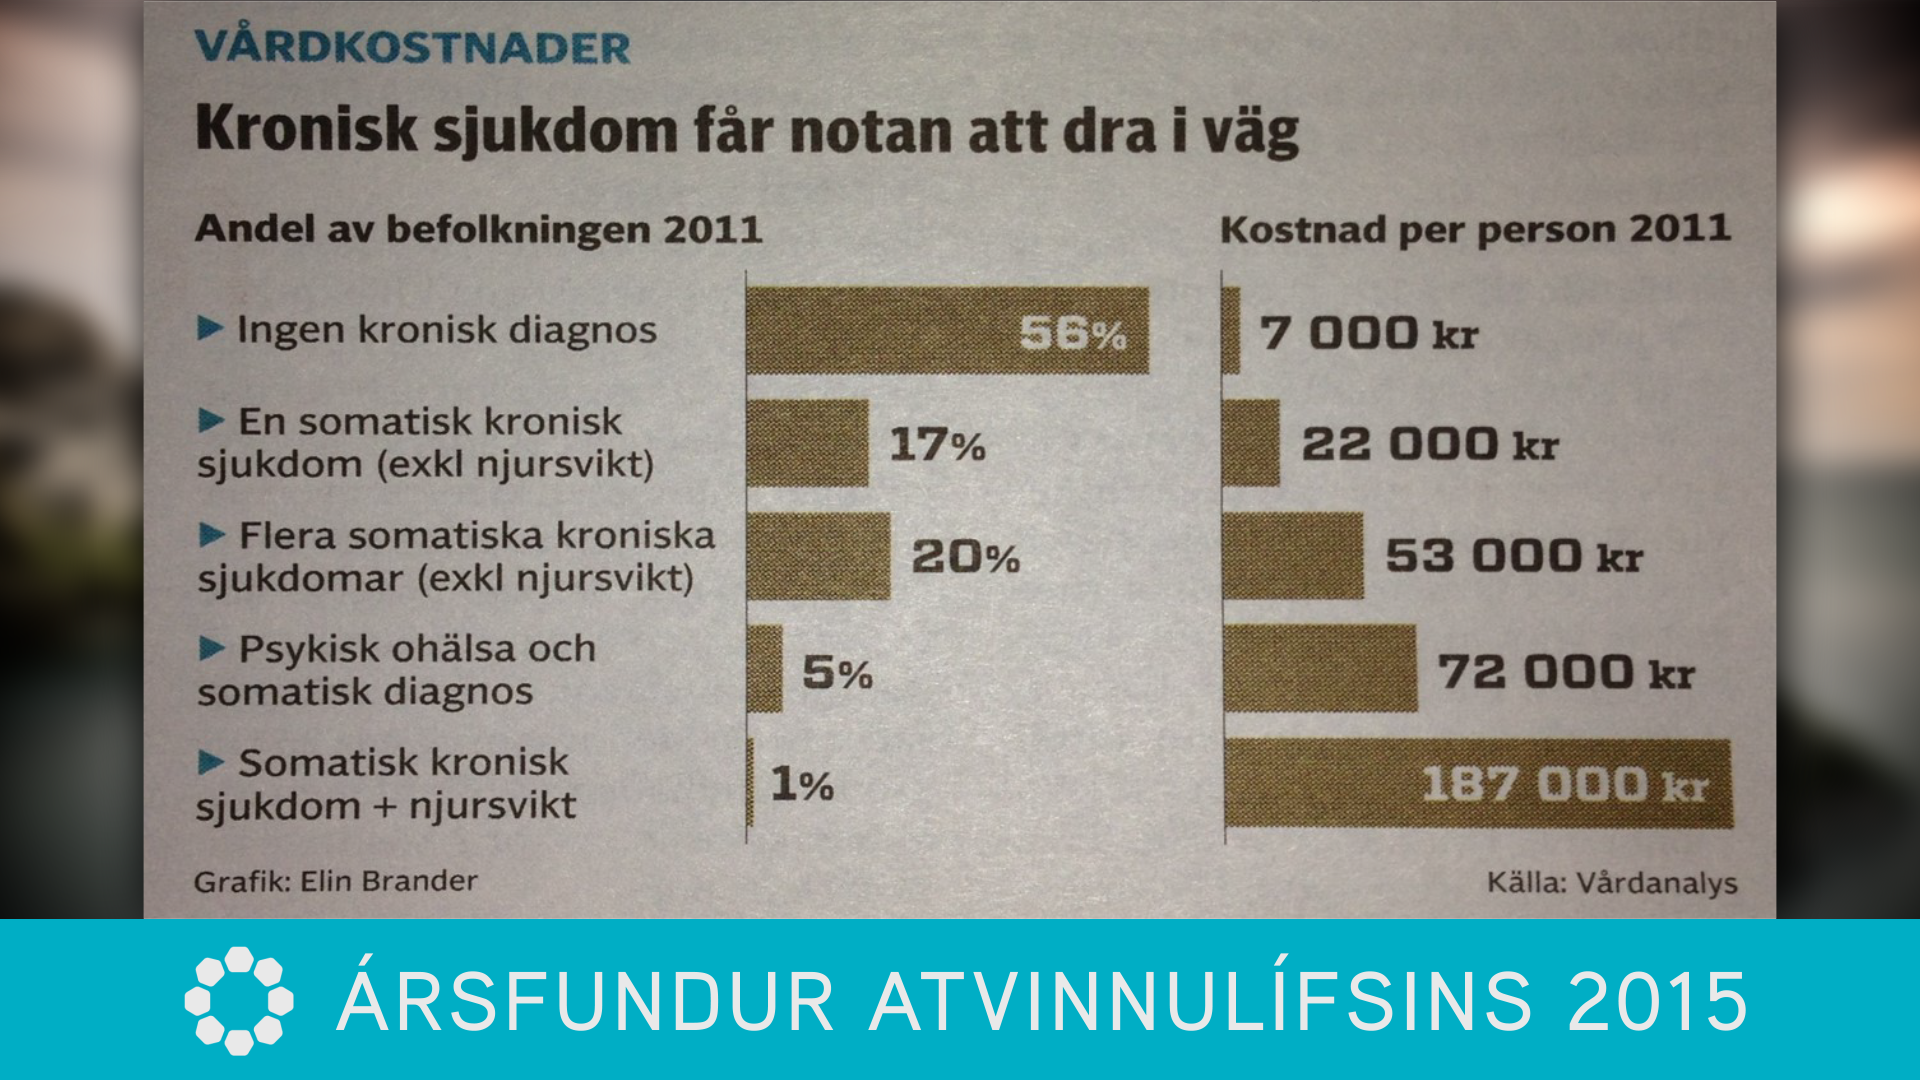 VÅRDKOSTNADER
Kronisk sjukdom får notan att dra i väg
Andel av befolkningen 2011
Kostnad per person 2011
▶ Ingen kronisk diagnos
56%
7 000 kr
▶ En somatisk kronisk
sjukdom (exkl njursvikt)
17%
22 000 kr
▶ Flera somatiska kroniska
sjukdomar (exkl njursvikt)
20%
53 000 kr
▶ Psykisk ohälsa och
somatisk diagnos
5%
72 000 kr
▶ Somatisk kronisk
sjukdom + njursvikt
1%
187 000 kr
Grafik: Elin Brander
Källa: Vårdanalys
ÁRSFUNDUR ATVINNULÍFSINS 2015